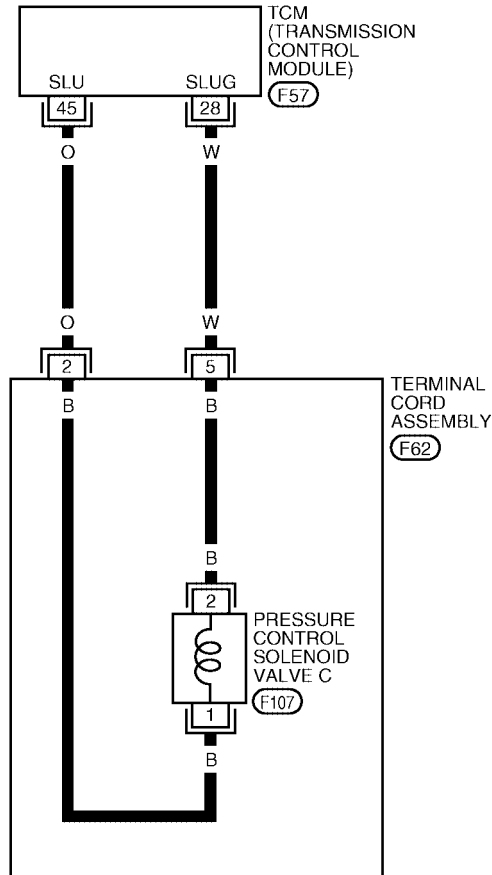 TCM
(TRANSMISSION
CONTROL
MODULE)
F57
SLU SLUG
45 28
O W
O W
2 5
B B
TERMINAL
CORD
ASSEMBLY
F62
B
2
PRESSURE
CONTROL
SOLENOID
VALVE C
F107
1
B